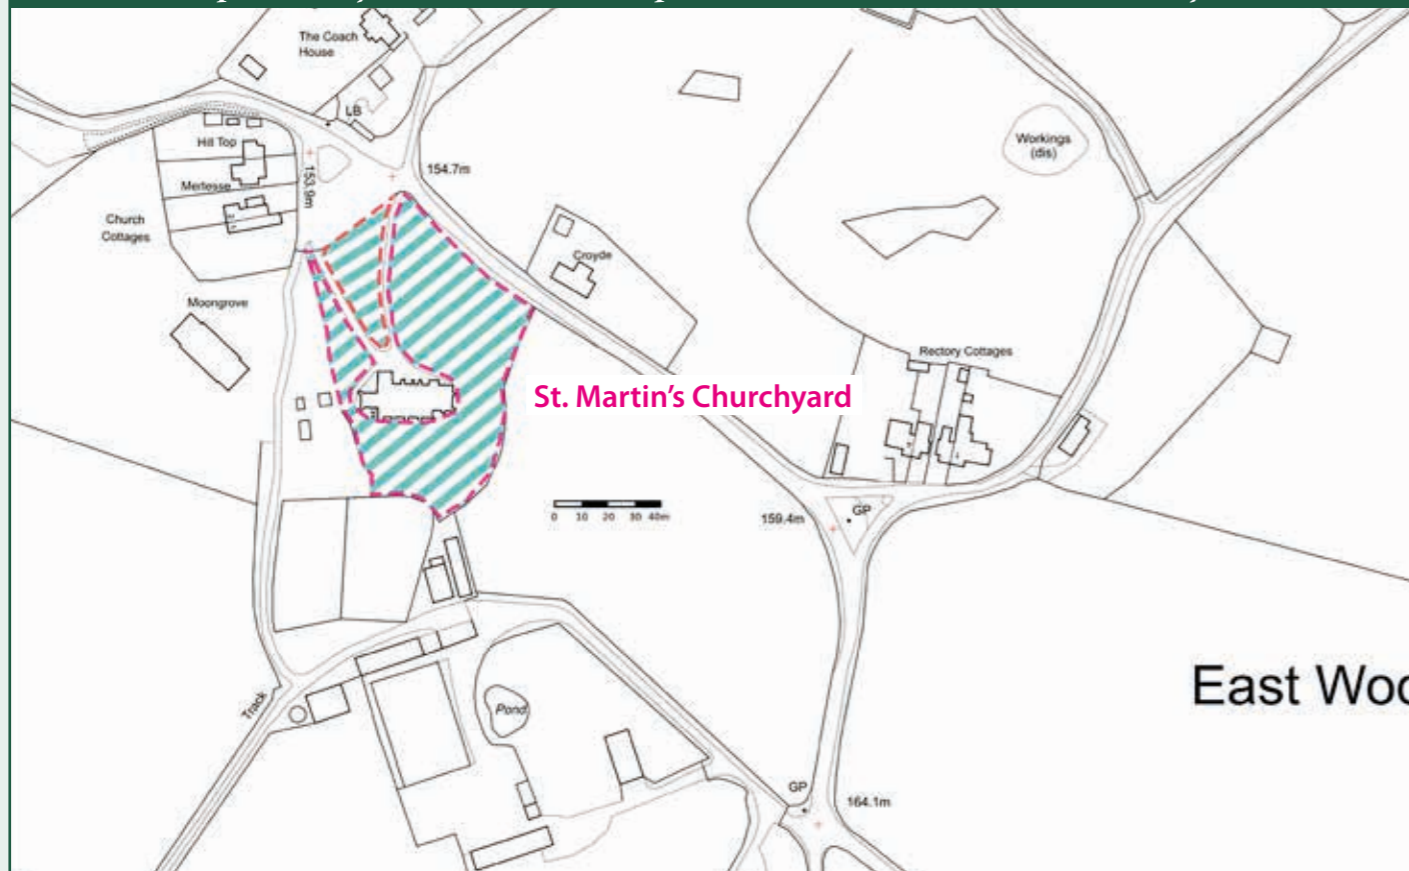 The Coach
House
LB
Hill Top
154.7m
Workings
(dis)
153.9m
Merlesse
Church
Cottages
Croyde
Moongrove
Rectory Cottages
St. Martin's Churchyard
0 10 20 30 40m
159.4m
GP
East Woo
Track
Pond
GP
164.1m